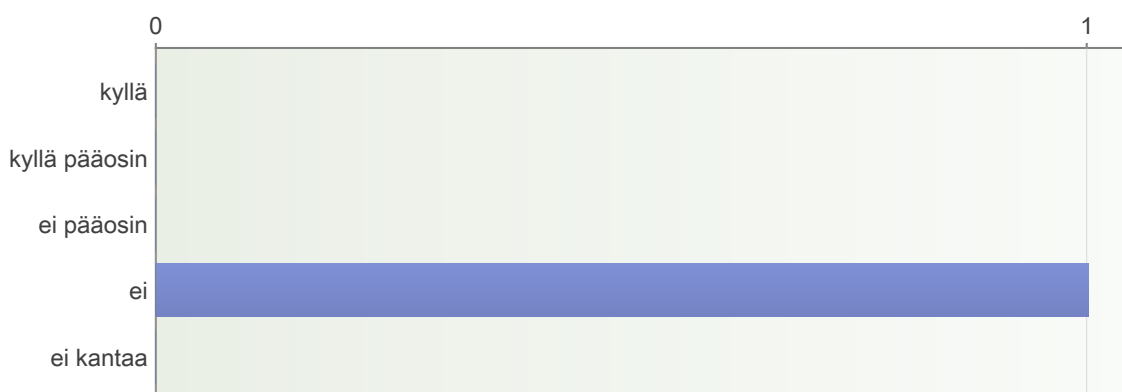 0 1
kyllä
kyllä pääosin
ei pääosin
ei
ei kantaa